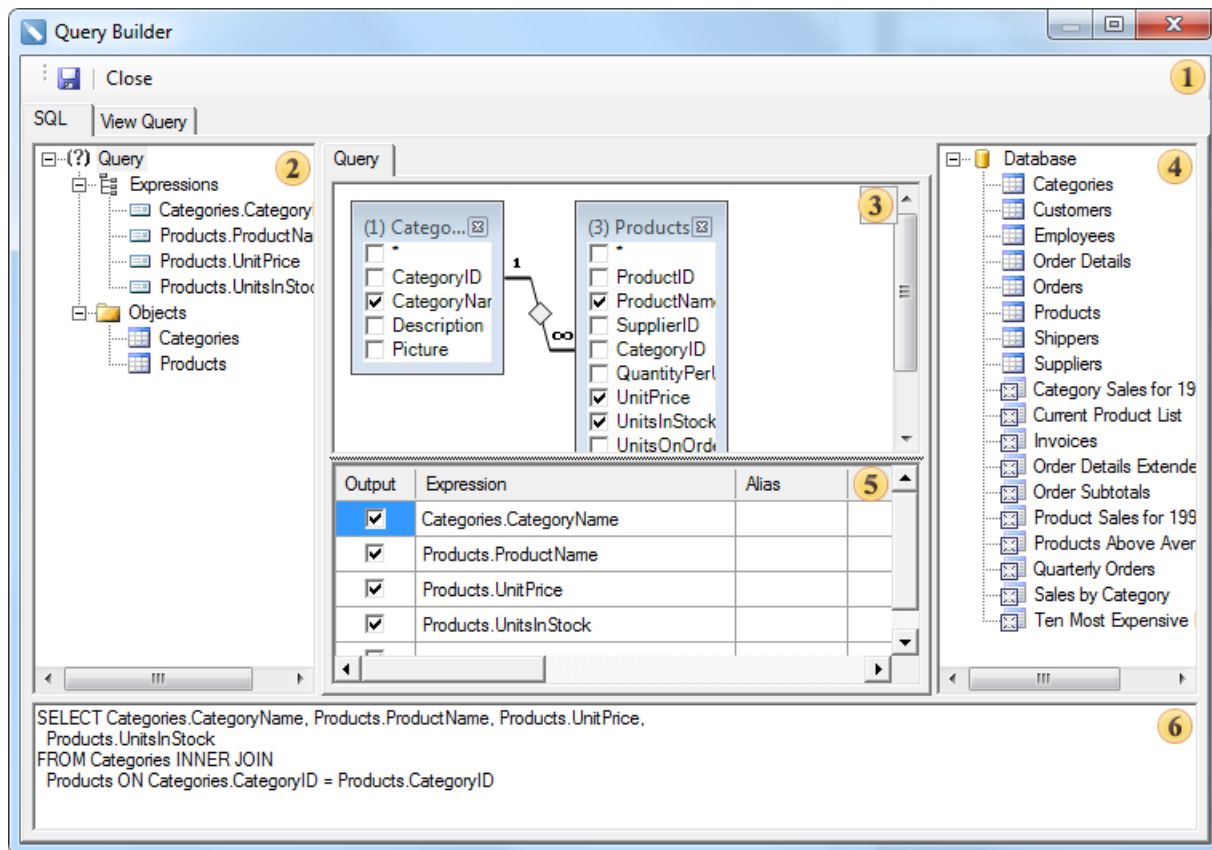 Query Builder
Close
1
SQL
View Query
(?) Query
Expressions
Categories.Category
Products.ProductNa
Products.UnitPrice
Products.UnitsInStoc
Objects
Categories
Products
2
Query
3
(1) Catego...
*
CategoryID
CategoryNar
Description
Picture
1
∞
(3) Products
*
ProductID
ProductNam
SupplierID
CategoryID
QuantityPerU
UnitPrice
UnitsInStock
UnitsOnOrde
Output Expression Alias
5
Categories.CategoryName
Products.ProductName
Products.UnitPrice
Products.UnitsInStock
Database
4
Categories
Customers
Employees
Order Details
Orders
Products
Shippers
Suppliers
Category Sales for 19
Current Product List
Invoices
Order Details Extende
Order Subtotals
Product Sales for 199
Products Above Aver
Quarterly Orders
Sales by Category
Ten Most Expensive
SELECT Categories.CategoryName, Products.ProductName, Products.UnitPrice,
Products.UnitsInStock
FROM Categories INNER JOIN
Products ON Categories.CategoryID = Products.CategoryID
6